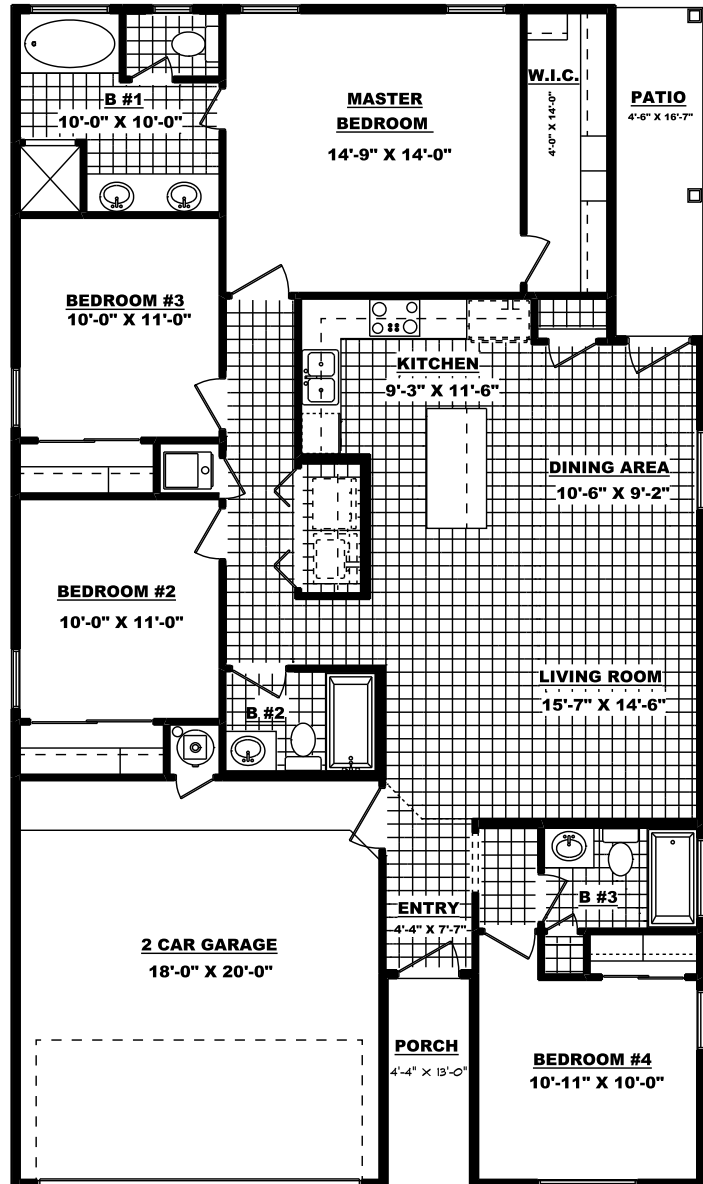 B #1
10'-0" X 10'-0"
MASTER
BEDROOM
14'-9" X 14'-0"
W.I.C.
4'-0" X 14'-0"
PATIO
4'-6" X 16'-7"
BEDROOM #3
10'-0" X 11'-0"
KITCHEN
9'-3" X 11'-6"
DINING AREA
10'-6" X 9'-2"
BEDROOM #2
10'-0" X 11'-0"
LIVING ROOM
15'-7" X 14'-6"
B #2
B #3
ENTRY
4'-4" X 7'-7"
2 CAR GARAGE
18'-0" X 20'-0"
PORCH
4'-4" X 13'-0"
BEDROOM #4
10'-11" X 10'-0"